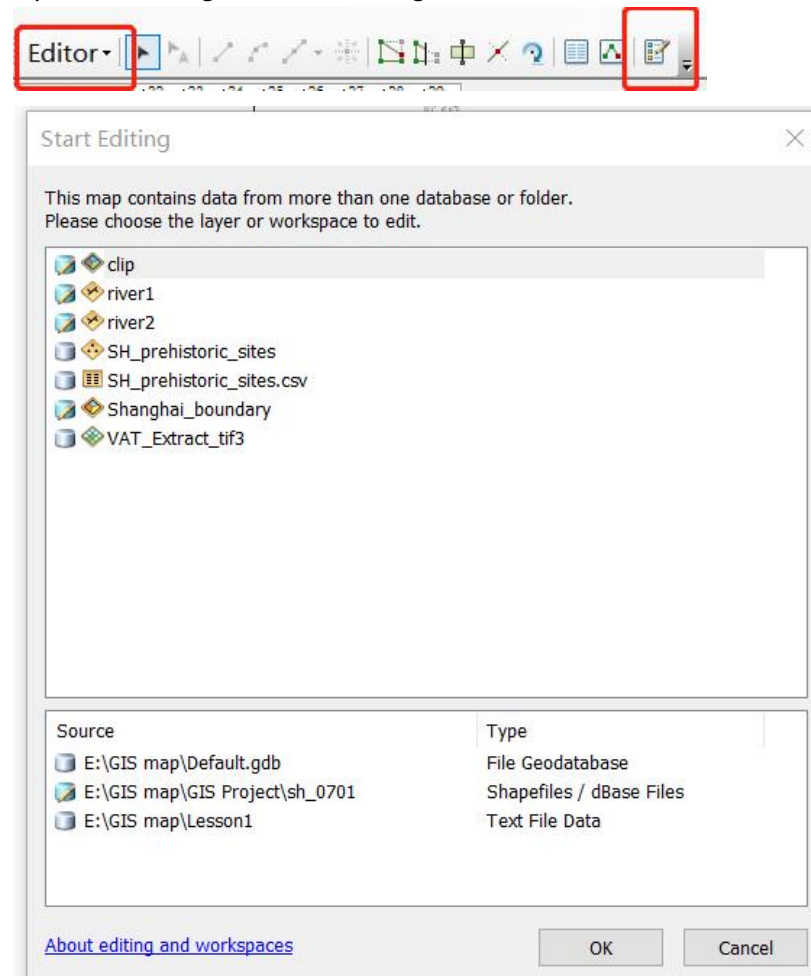 Editor
Start Editing
This map contains data from more than one database or folder.
Please choose the layer or workspace to edit.
clip
river1
river2
SH_prehistoric_sites
SH_prehistoric_sites.csv
Shanghai_boundary
VAT_Extract_tif3
Source Type
E:\GIS map\Default.gdb File Geodatabase
E:\GIS map\GIS Project\sh_0701 Shapefiles / dBase Files
E:\GIS map\Lesson1 Text File Data
About editing and workspaces OK Cancel